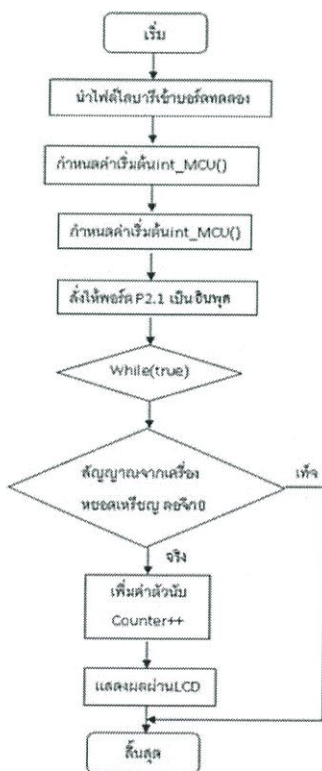 เริ่ม
นำไฟล์ไลบารีเข้าบอร์ดทดลอง
กำหนดค่าเริ่มต้นint_MCU()
กำหนดค่าเริ่มต้นint_MCU()
สั่งให้พอร์ต P2.1 เป็น อินพุต
While(true)
สัญญาณจากเครื่อง
หยอดเหรียญ ลอจิก0
เท็จ
จริง
เพิ่มค่าตัวนับ
Counter++
แสดงผลผ่านLCD
สิ้นสุด